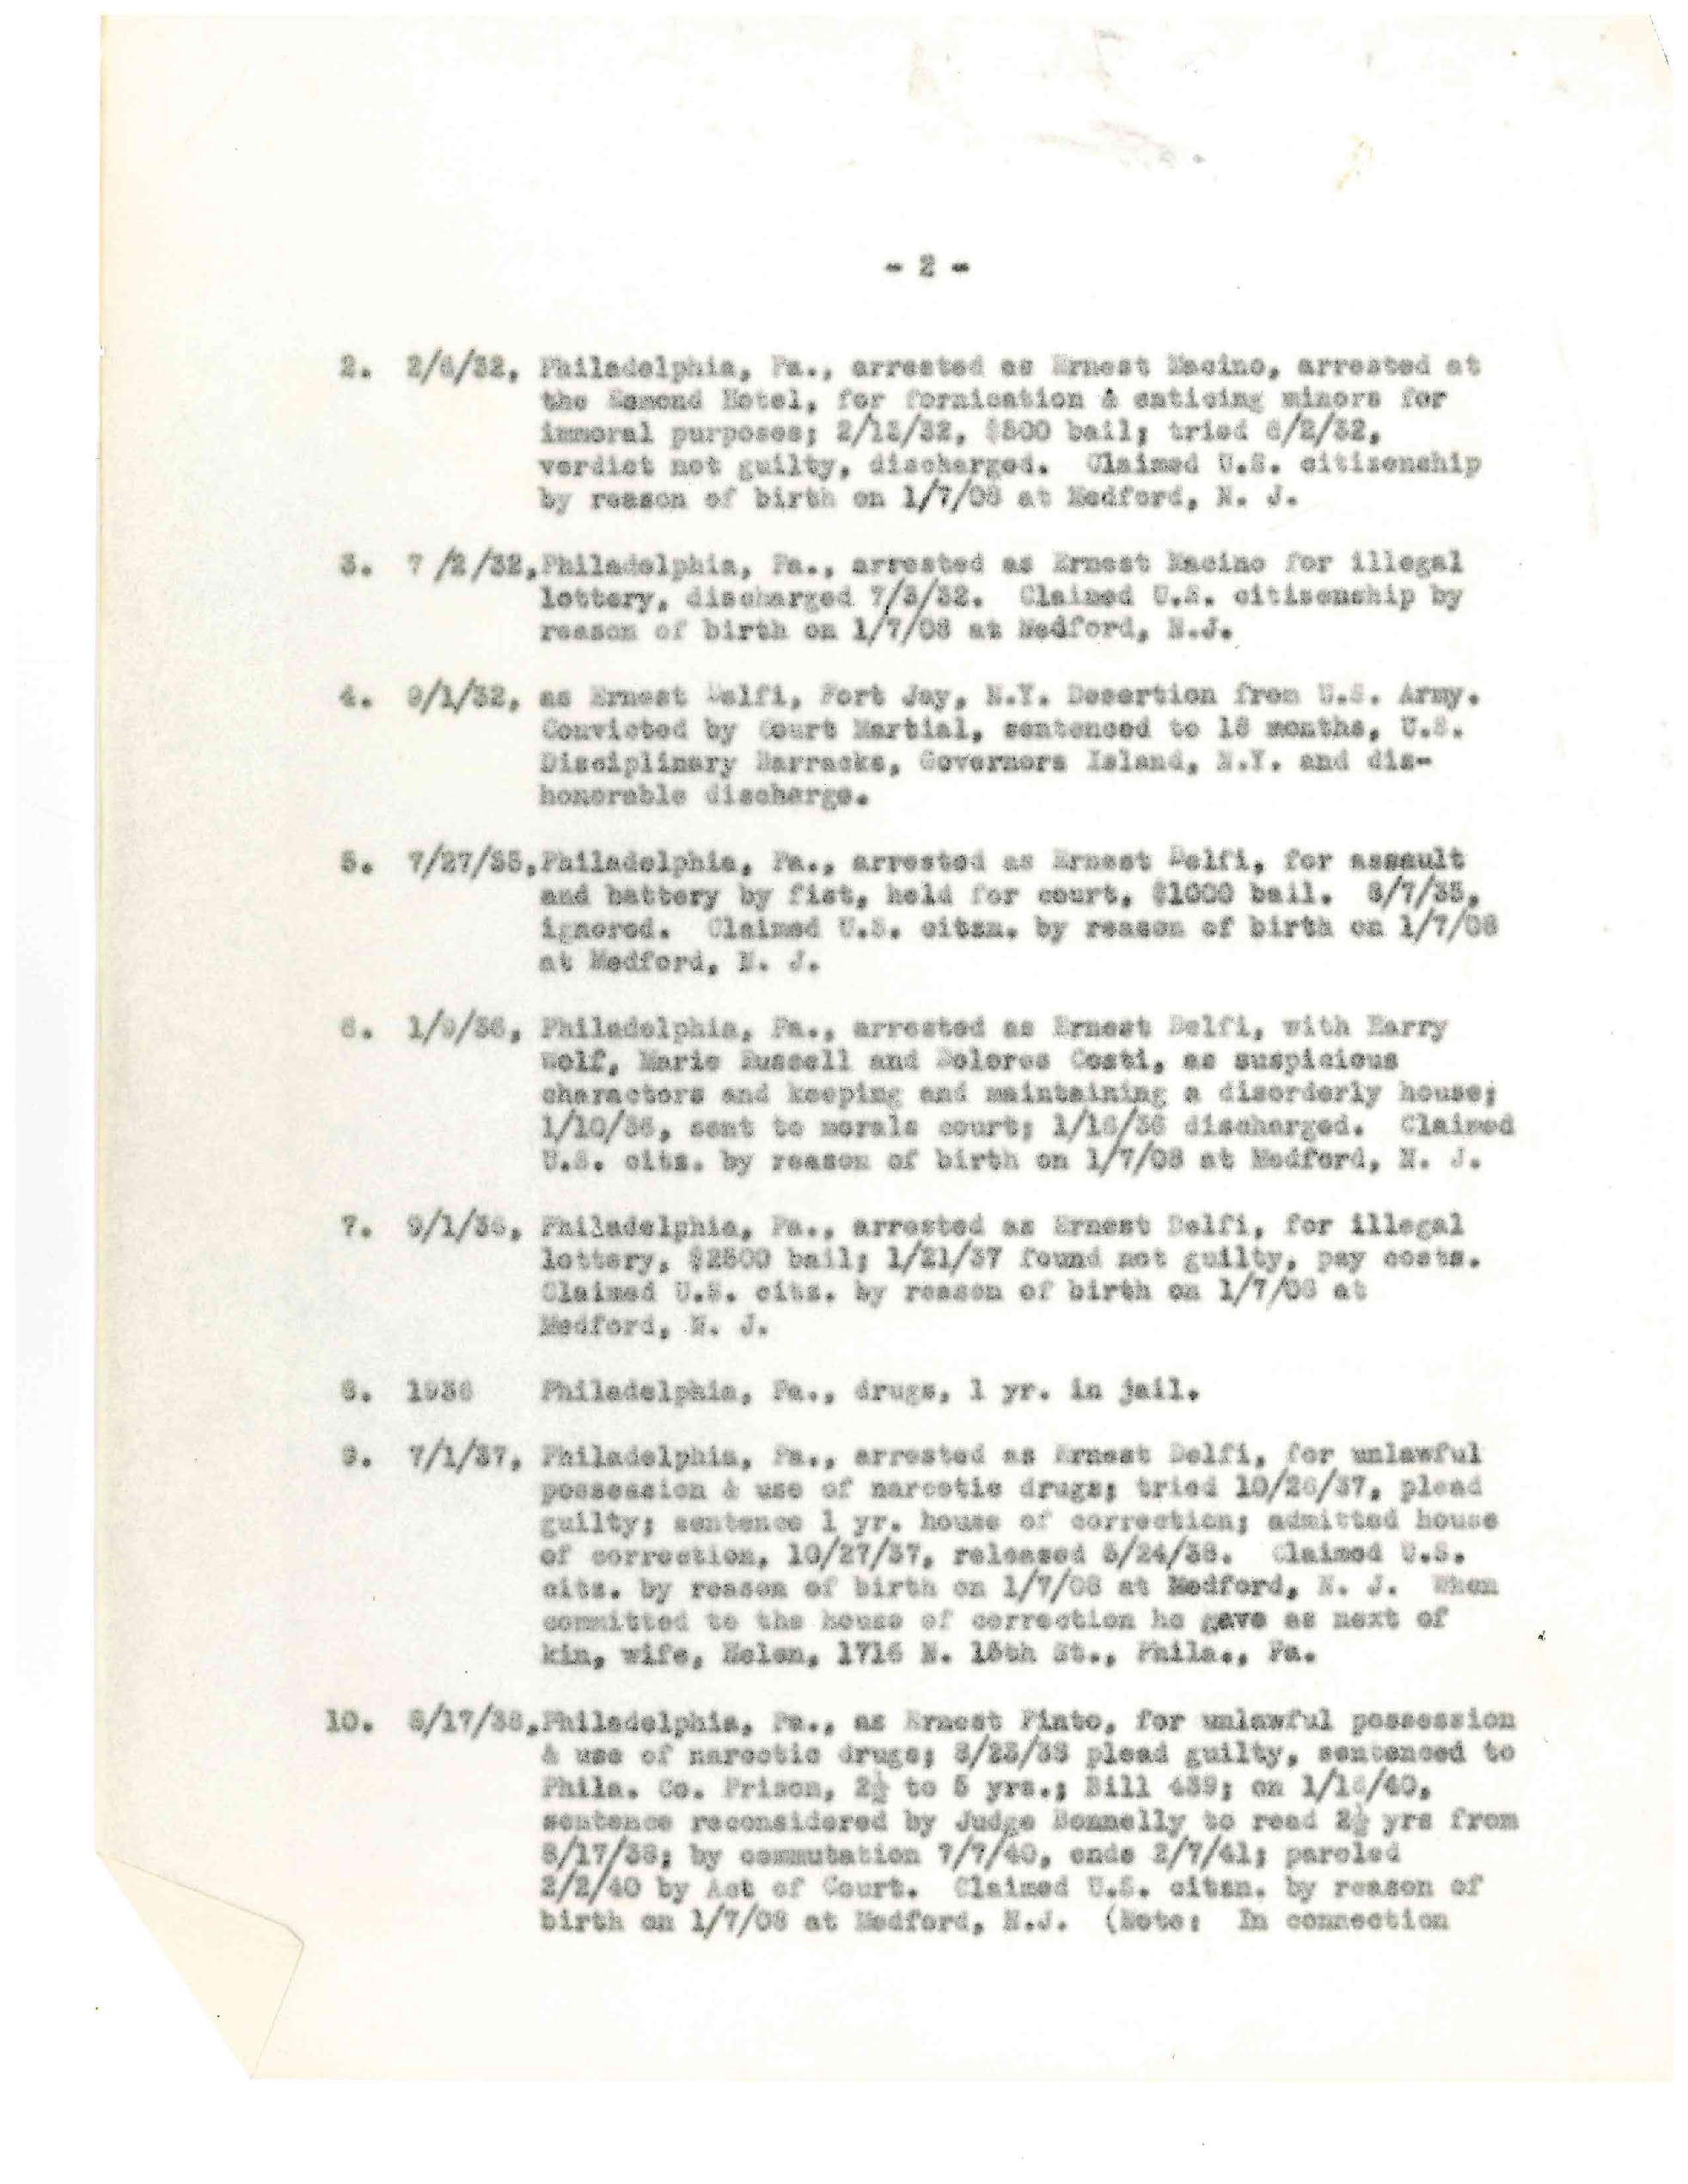 - 2 -
2. 2/6/32, Philadelphia, Pa., arrested as Ernest Macino, arrested at
the Esmond Hotel, for fornication & enticing minors for
immoral purposes; 2/13/32, $500 bail; tried 6/2/32,
verdict not guilty, discharged. Claimed U.S. citizenship
by reason of birth on 1/7/08 at Medford, N. J.
3. 7 /2 /32, Philadelphia, Pa., arrested as Ernest Macino for illegal
lottery, discharged 7/3/32. Claimed U.S. citizenship by
reason of birth on 1/7/08 at Medford, N.J.
4. 9/1/32, as Ernest Delfi, Fort Jay, N.Y. Desertion from U.S. Army.
Convicted by Court Martial, sentenced to 18 months, U.S.
Disciplinary Barracks, Governors Island, N.Y. and dis-
honorable discharge.
5. 7/27/35, Philadelphia, Pa., arrested as Ernest Delfi, for assault
and battery by fist, held for court, $1000 bail. 8/7/35,
ignored. Claimed U.S. citzn. by reason of birth on 1/7/08
at Medford, N. J.
6. 1/9/36, Philadelphia, Pa., arrested as Ernest Delfi, with Harry
Wolf, Marie Russell and Dolores Costi, as suspicious
charactors and keeping and maintaining a disorderly house;
1/10/36, sent to morals court; 1/16/36 discharged. Claimed
U.S. citz. by reason of birth on 1/7/08 at Medford, N. J.
7. 9/1/36, Philadelphia, Pa., arrested as Ernest Delfi, for illegal
lottery, $2500 bail; 1/21/37 found not guilty, pay costs.
Claimed U.S. citz. by reason of birth on 1/7/08 at
Medford, N. J.
8. 1936 Philadelphia, Pa., drugs, 1 yr. in jail.
9. 7/1/37, Philadelphia, Pa., arrested as Ernest Delfi, for unlawful
possession & use of narcotic drugs; tried 10/26/37, plead
guilty; sentence 1 yr. house of correction; admitted house
of correction, 10/27/37, released 5/24/38. Claimed U.S.
citz. by reason of birth on 1/7/08 at Medford, N. J. When
committed to the house of correction he gave as next of
kin, wife, Helen, 1716 N. 15th St., Phila., Pa.
10. 8/17/38, Philadelphia, Pa., as Ernest Pinto, for unlawful possession
& use of narcotic drugs; 8/23/38 plead guilty, sentenced to
Phila. Co. Prison, 2½ to 5 yrs.; Bill 439; on 1/16/40,
sentence reconsidered by Judge Bonnelly to read 2½ yrs from
8/17/38; by commutation 7/7/40, ends 2/7/41; paroled
2/2/40 by Act of Court. Claimed U.S. citzn. by reason of
birth on 1/7/08 at Medford, N.J. (Note: In connection